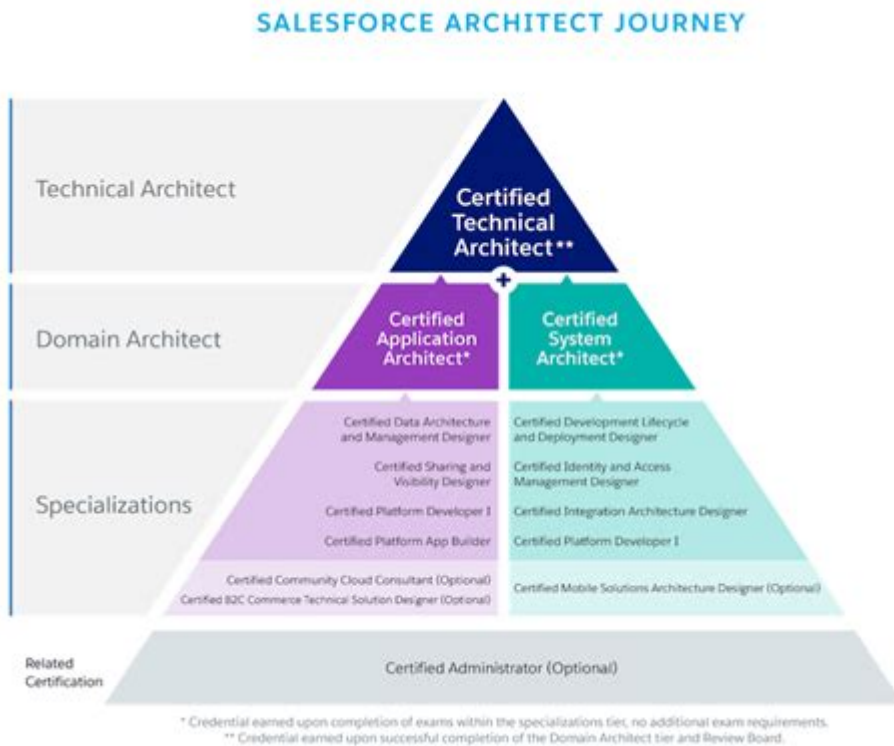 SALESFORCE ARCHITECT JOURNEY
Technical Architect
Certified
Technical
Architect**
+
Domain Architect
Certified
Application
Architect*
Certified
System
Architect*
Specializations
Certified Data Architecture
and Management Designer
Certified Sharing and
Visibility Designer
Certified Platform Developer I
Certified Platform App Builder
Certified Community Cloud Consultant (Optional)
Certified B2C Commerce Technical Solution Designer (Optional)
Certified Development Lifecycle
and Deployment Designer
Certified Identity and Access
Management Designer
Certified Integration Architecture Designer
Certified Platform Developer I
Certified Mobile Solutions Architecture Designer (Optional)
Related
Certification
Certified Administrator (Optional)
* Credential earned upon completion of exams within the specializations tier, no additional exam requirements.
** Credential earned upon successful completion of the Domain Architect tier and Review Board.